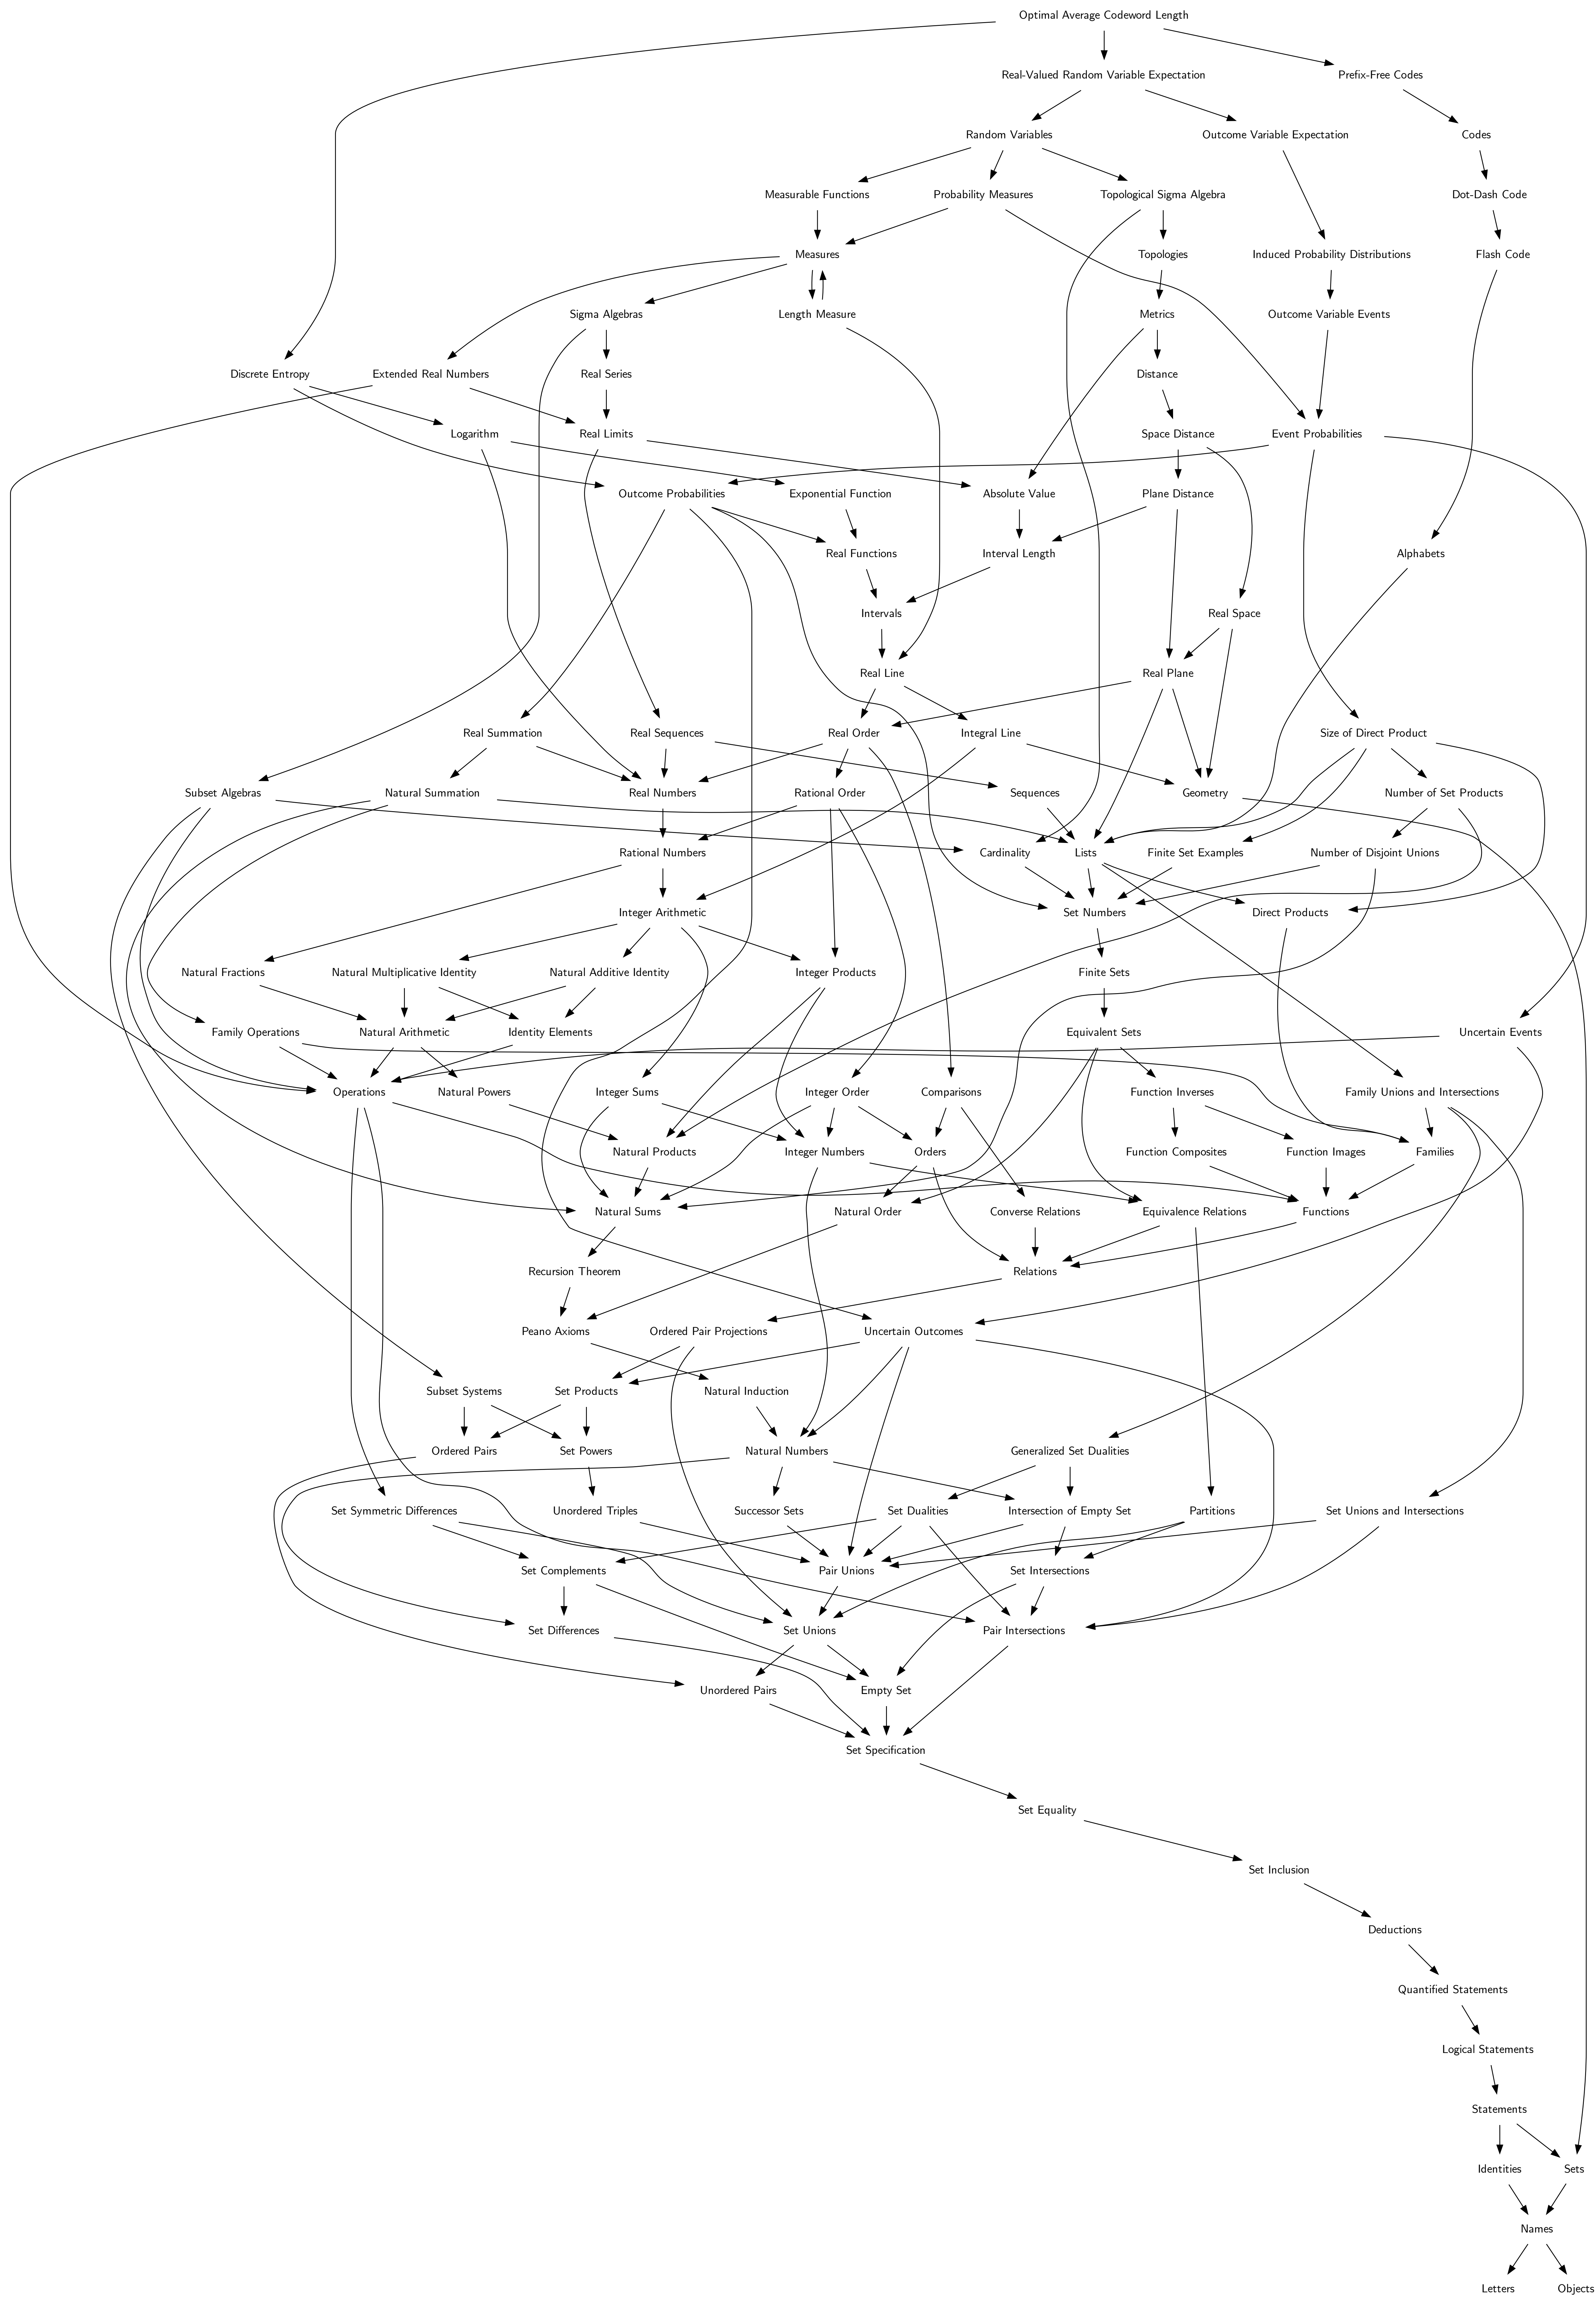 Optimal Average Codeword Length
Real-Valued Random Variable Expectation
Prefix-Free Codes
Random Variables
Outcome Variable Expectation
Codes
Measurable Functions
Probability Measures
Topological Sigma Algebra
Dot-Dash Code
Measures
Topologies
Induced Probability Distributions
Flash Code
Sigma Algebras
Length Measure
Metrics
Outcome Variable Events
Discrete Entropy
Extended Real Numbers
Real Series
Distance
Logarithm
Real Limits
Space Distance
Event Probabilities
Outcome Probabilities
Exponential Function
Absolute Value
Plane Distance
Real Functions
Interval Length
Alphabets
Intervals
Real Space
Real Line
Real Plane
Real Summation
Real Sequences
Real Order
Integral Line
Size of Direct Product
Subset Algebras
Natural Summation
Real Numbers
Rational Order
Sequences
Geometry
Number of Set Products
Rational Numbers
Cardinality
Lists
Finite Set Examples
Number of Disjoint Unions
Integer Arithmetic
Set Numbers
Direct Products
Natural Fractions
Natural Multiplicative Identity
Natural Additive Identity
Integer Products
Finite Sets
Family Operations
Natural Arithmetic
Identity Elements
Equivalent Sets
Uncertain Events
Operations
Natural Powers
Integer Sums
Integer Order
Comparisons
Function Inverses
Family Unions and Intersections
Natural Products
Integer Numbers
Orders
Function Composites
Function Images
Families
Natural Sums
Natural Order
Converse Relations
Equivalence Relations
Functions
Recursion Theorem
Relations
Peano Axioms
Ordered Pair Projections
Uncertain Outcomes
Subset Systems
Set Products
Natural Induction
Ordered Pairs
Set Powers
Natural Numbers
Generalized Set Dualities
Set Symmetric Differences
Unordered Triples
Successor Sets
Set Dualities
Intersection of Empty Set
Partitions
Set Unions and Intersections
Set Complements
Pair Unions
Set Intersections
Set Differences
Set Unions
Pair Intersections
Unordered Pairs
Empty Set
Set Specification
Set Equality
Set Inclusion
Deductions
Quantified Statements
Logical Statements
Statements
Identities
Sets
Names
Letters
Objects